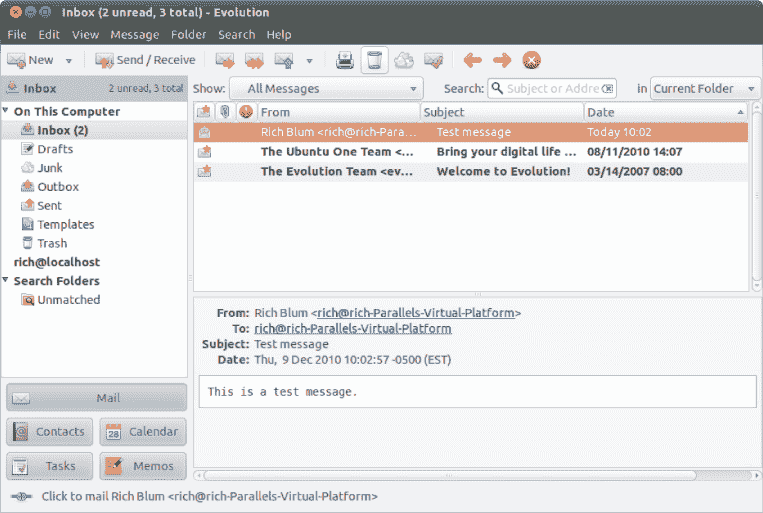 Inbox (2 unread, 3 total) - Evolution
File Edit View Message Folder Search Help
New Send / Receive
Inbox 2 unread, 3 total
Show: All Messages Search: Subject or Addre in Current Folder
On This Computer
Inbox (2)
Drafts
Junk
Outbox
Sent
Templates
Trash
rich@localhost
Search Folders
Unmatched
From Subject Date
Rich Blum <rich@rich-Para... Test message Today 10:02
The Ubuntu One Team <... Bring your digital life ... 08/11/2010 14:07
The Evolution Team <ev... Welcome to Evolution! 03/14/2007 08:00
From: Rich Blum <rich@rich-Parallels-Virtual-Platform>
To: rich@rich-Parallels-Virtual-Platform
Subject: Test message
Date: Thu, 9 Dec 2010 10:02:57 -0500 (EST)
This is a test message.
Mail
Contacts Calendar
28
Tasks Memos
Click to mail Rich Blum <rich@rich-Parallels-Virtual-Platform>